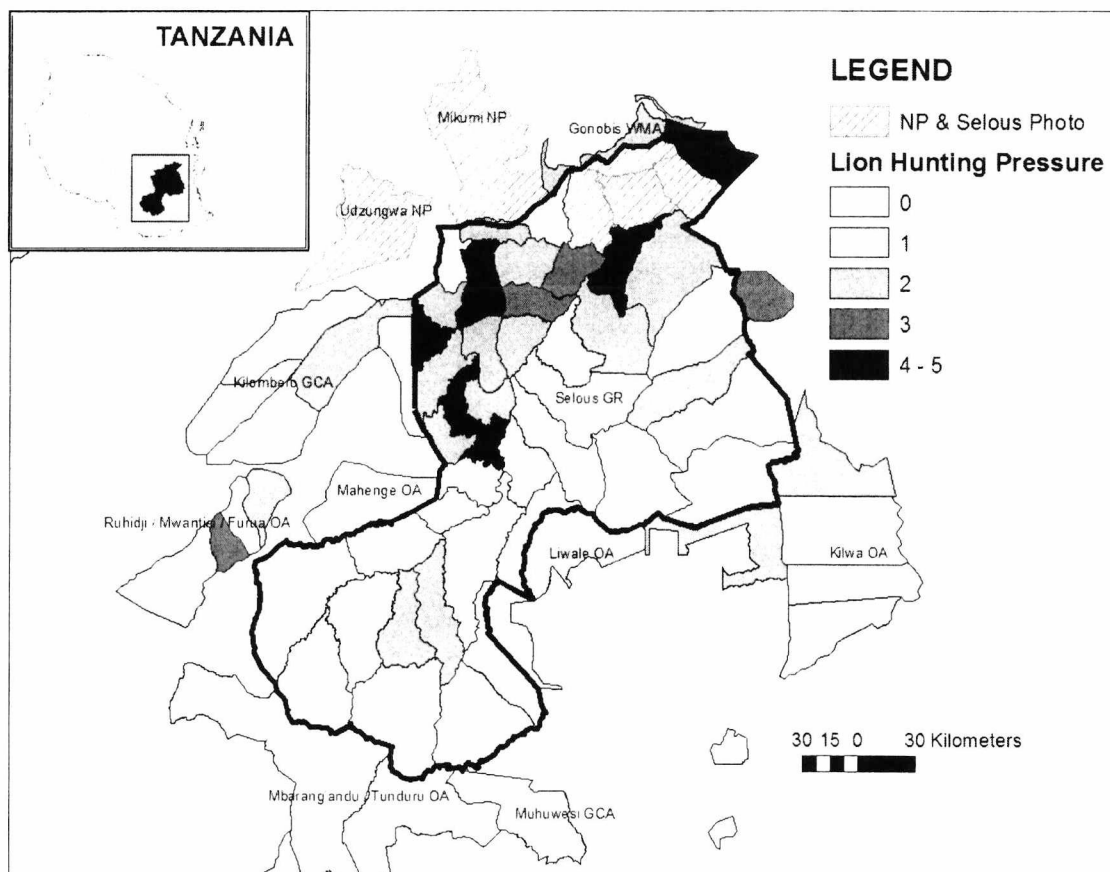 TANZANIA
LEGEND
NP & Selous Photo
Lion Hunting Pressure
0
1
2
3
4 - 5
Mikumi NP
Gonobis WMA
Udzungwa NP
Kilombero GCA
Selous GR
Mahenge OA
Ruhidji - Mwantisi / Furua OA
Liwale OA
Kilwa OA
30 15 0 30 Kilometers
Mbarang'andu / Tunduru OA
Muhuwesi GCA